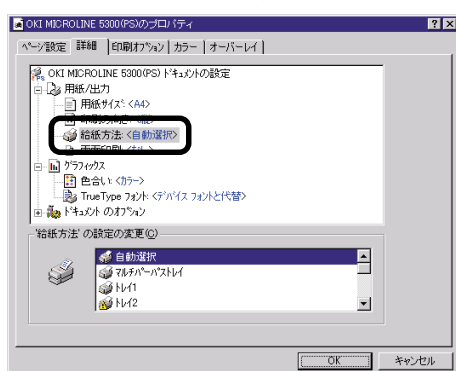 OKI MICROLINE 5300(PS)のプロパティ
ページ設定 詳細 印刷オプション カラー オーバーレイ
OKI MICROLINE 5300(PS) ドキュメントの設定
用紙/出力
用紙サイズ: <A4>
給紙方法: <自動選択>
グラフィックス
色合い: <カラー>
TrueType フォント: <デバイス フォントと代替>
ドキュメント のオプション
'給紙方法' の設定の変更(C)
自動選択
マルチパーパストレイ
トレイ1
トレイ2
OK キャンセル